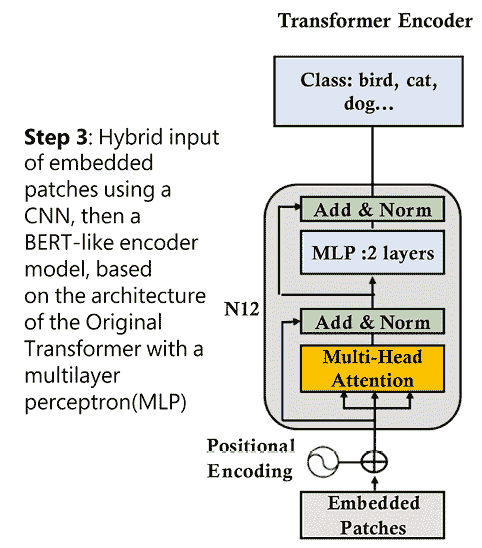 Transformer Encoder
Class: bird, cat,
dog...
Step 3: Hybrid input
of embedded
patches using a
CNN, then a
BERT-like encoder
model, based
on the architecture
of the Original
Transformer with a
multilayer
perceptron(MLP)
Add & Norm
MLP :2 layers
N12
Add & Norm
Multi-Head
Attention
Positional
Encoding
Embedded
Patches